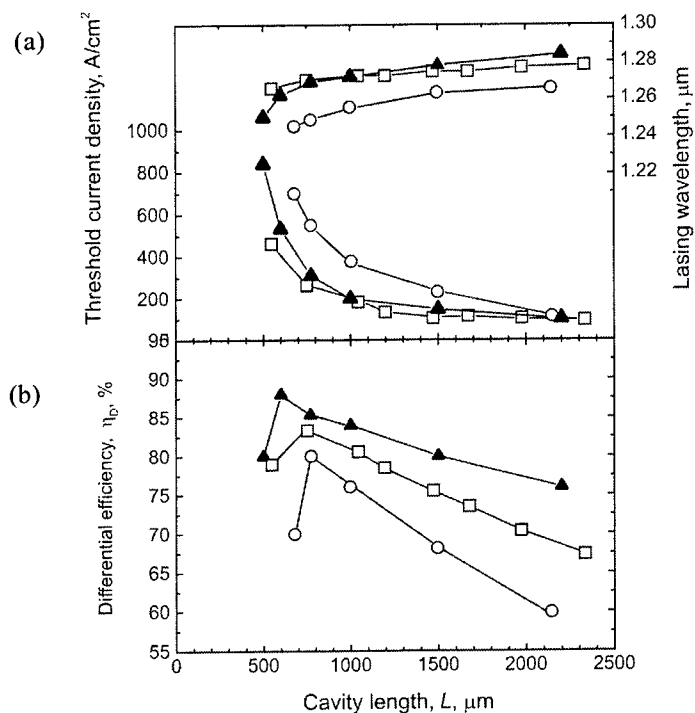 (a)
Threshold current density, A/cm²
1000
800
600
400
200
Lasing wavelength, μm
1.30
1.28
1.26
1.24
1.22
(b)
Differential efficiency, η_D, %
95
90
85
80
75
70
65
60
55
0 500 1000 1500 2000 2500
Cavity length, L, μm